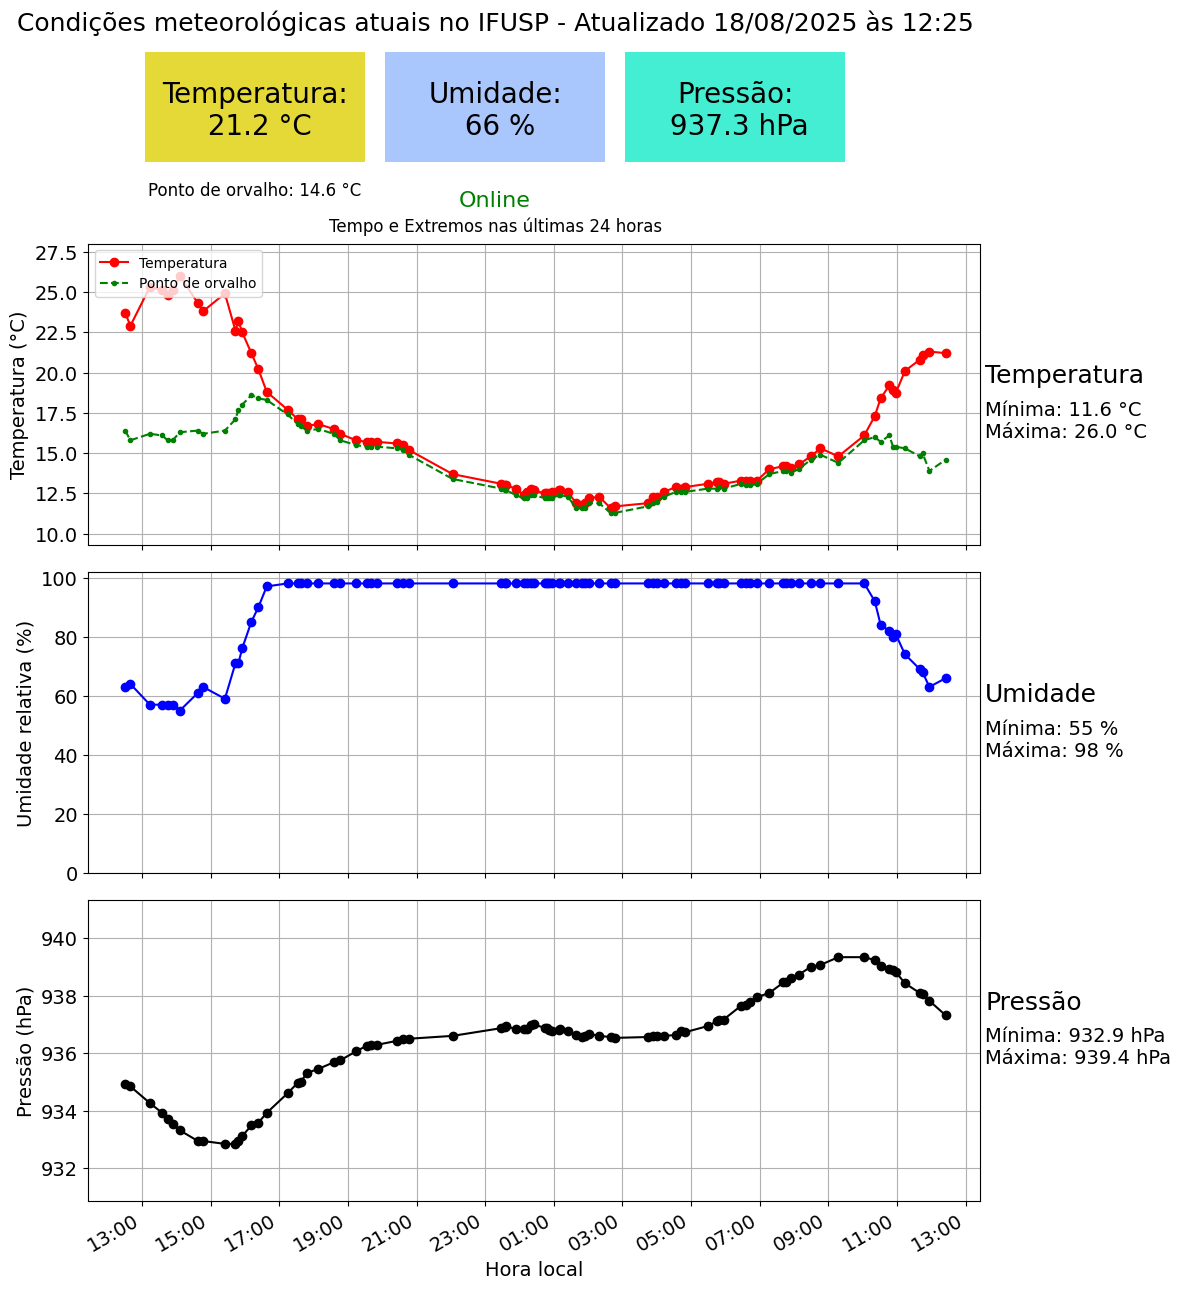 Condições meteorológicas atuais no IFUSP - Atualizado 18/08/2025 às 12:25
Temperatura:
21.2 °C
Umidade:
66 %
Pressão:
937.3 hPa
Ponto de orvalho: 14.6 °C
Online
Tempo e Extremos nas últimas 24 horas
Temperatura (°C)
27.5
25.0
22.5
20.0
17.5
15.0
12.5
10.0
Temperatura
Ponto de orvalho
Temperatura
Mínima: 11.6 °C
Máxima: 26.0 °C
Umidade relativa (%)
100
80
60
40
20
0
Umidade
Mínima: 55 %
Máxima: 98 %
Pressão (hPa)
940
938
936
934
932
Pressão
Mínima: 932.9 hPa
Máxima: 939.4 hPa
13:00 15:00 17:00 19:00 21:00 23:00 01:00 03:00 05:00 07:00 09:00 11:00 13:00
Hora local